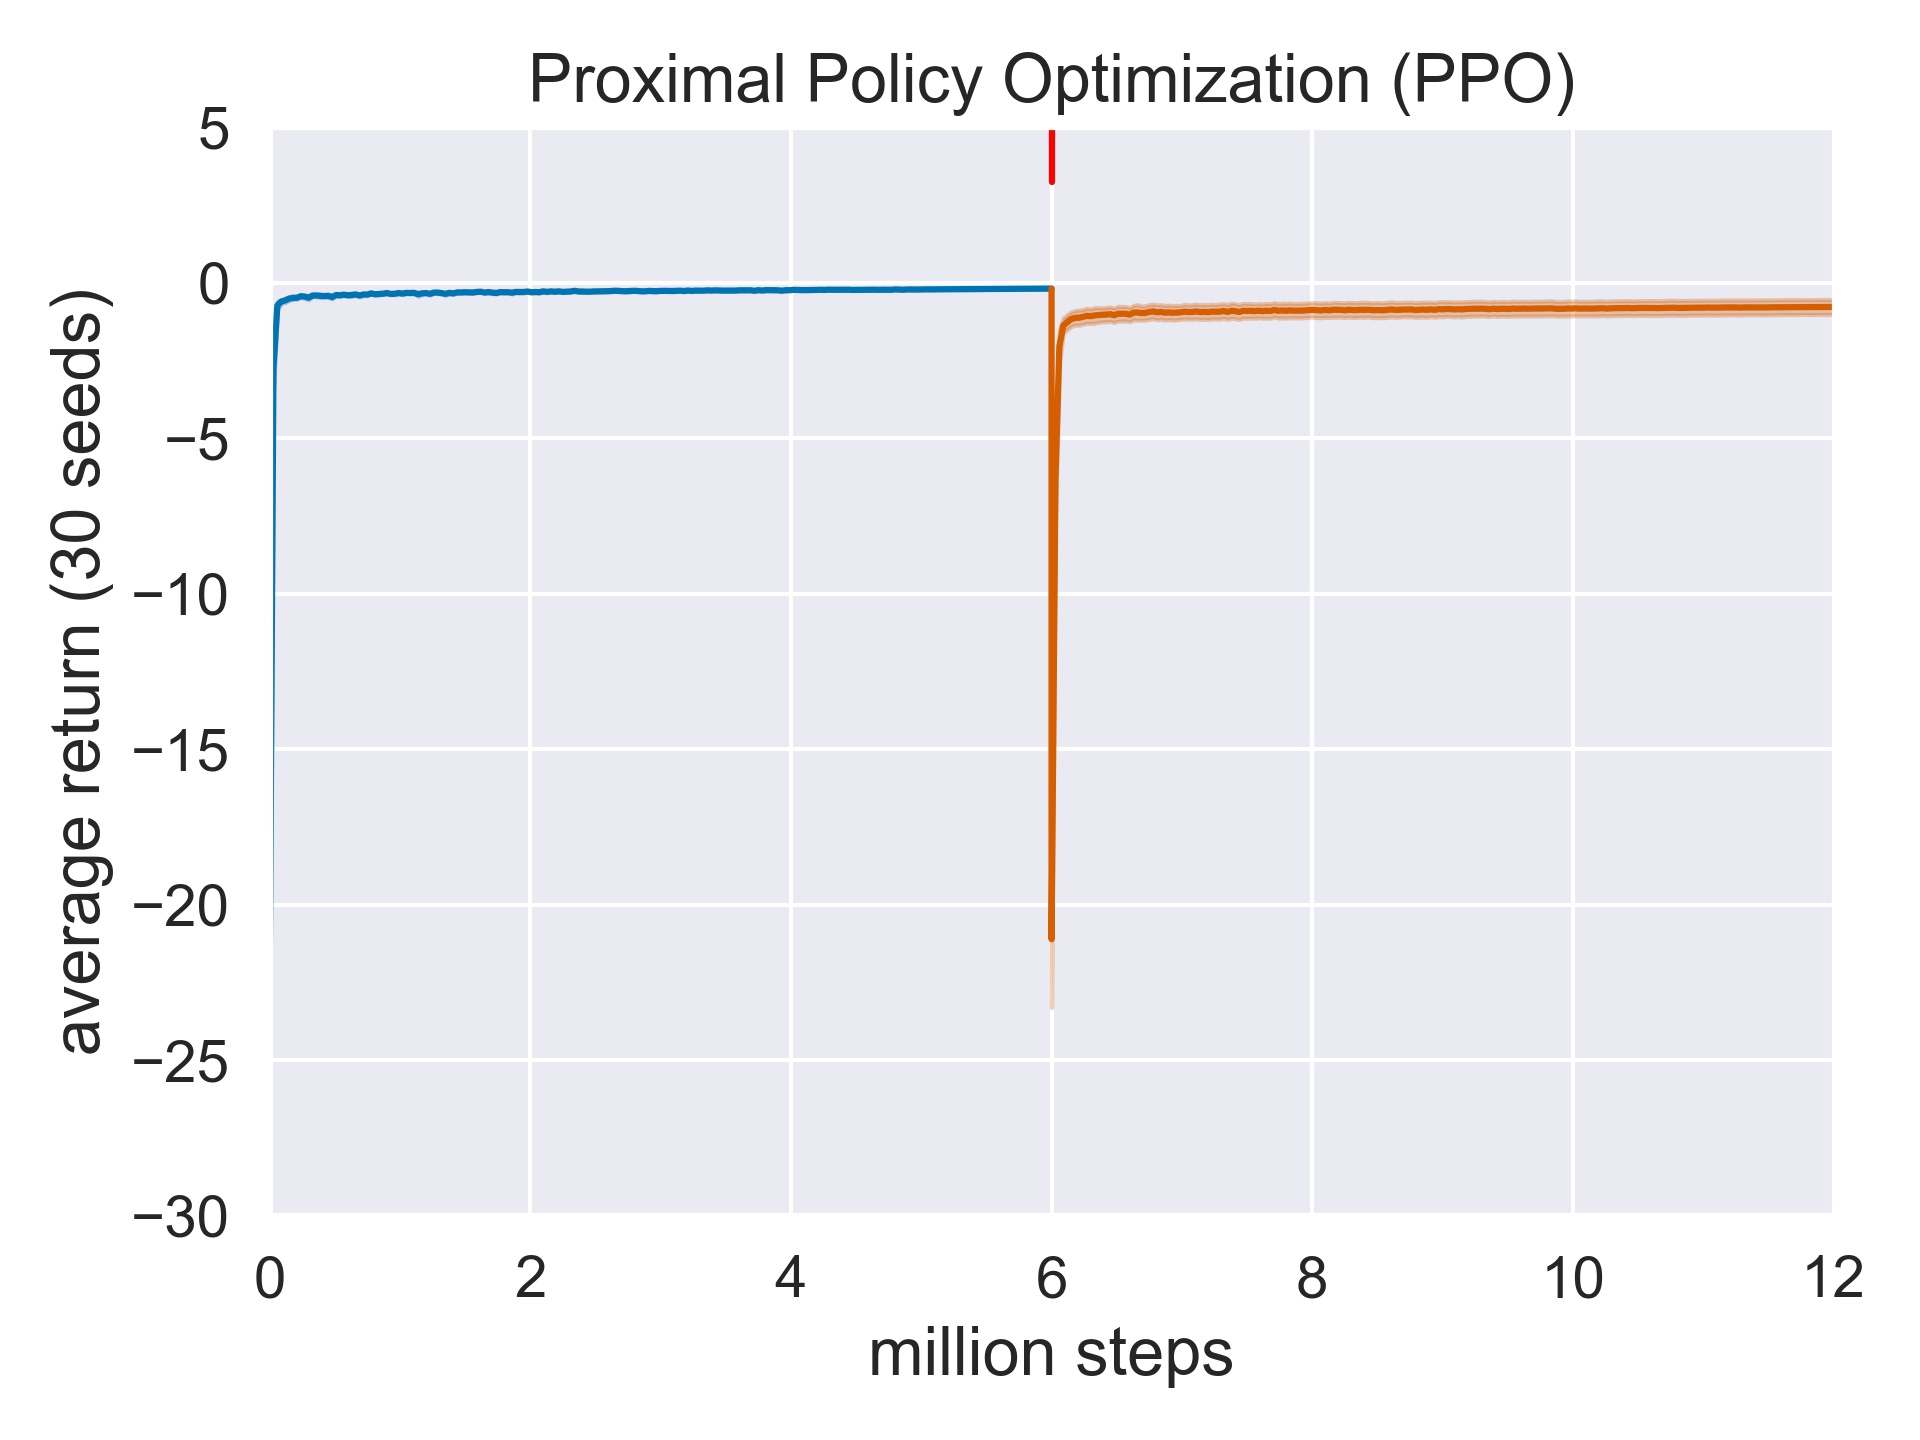 Proximal Policy Optimization (PPO)
5
0
−5
−10
−15
−20
−25
−30
average return (30 seeds)
0 2 4 6 8 10 12
million steps